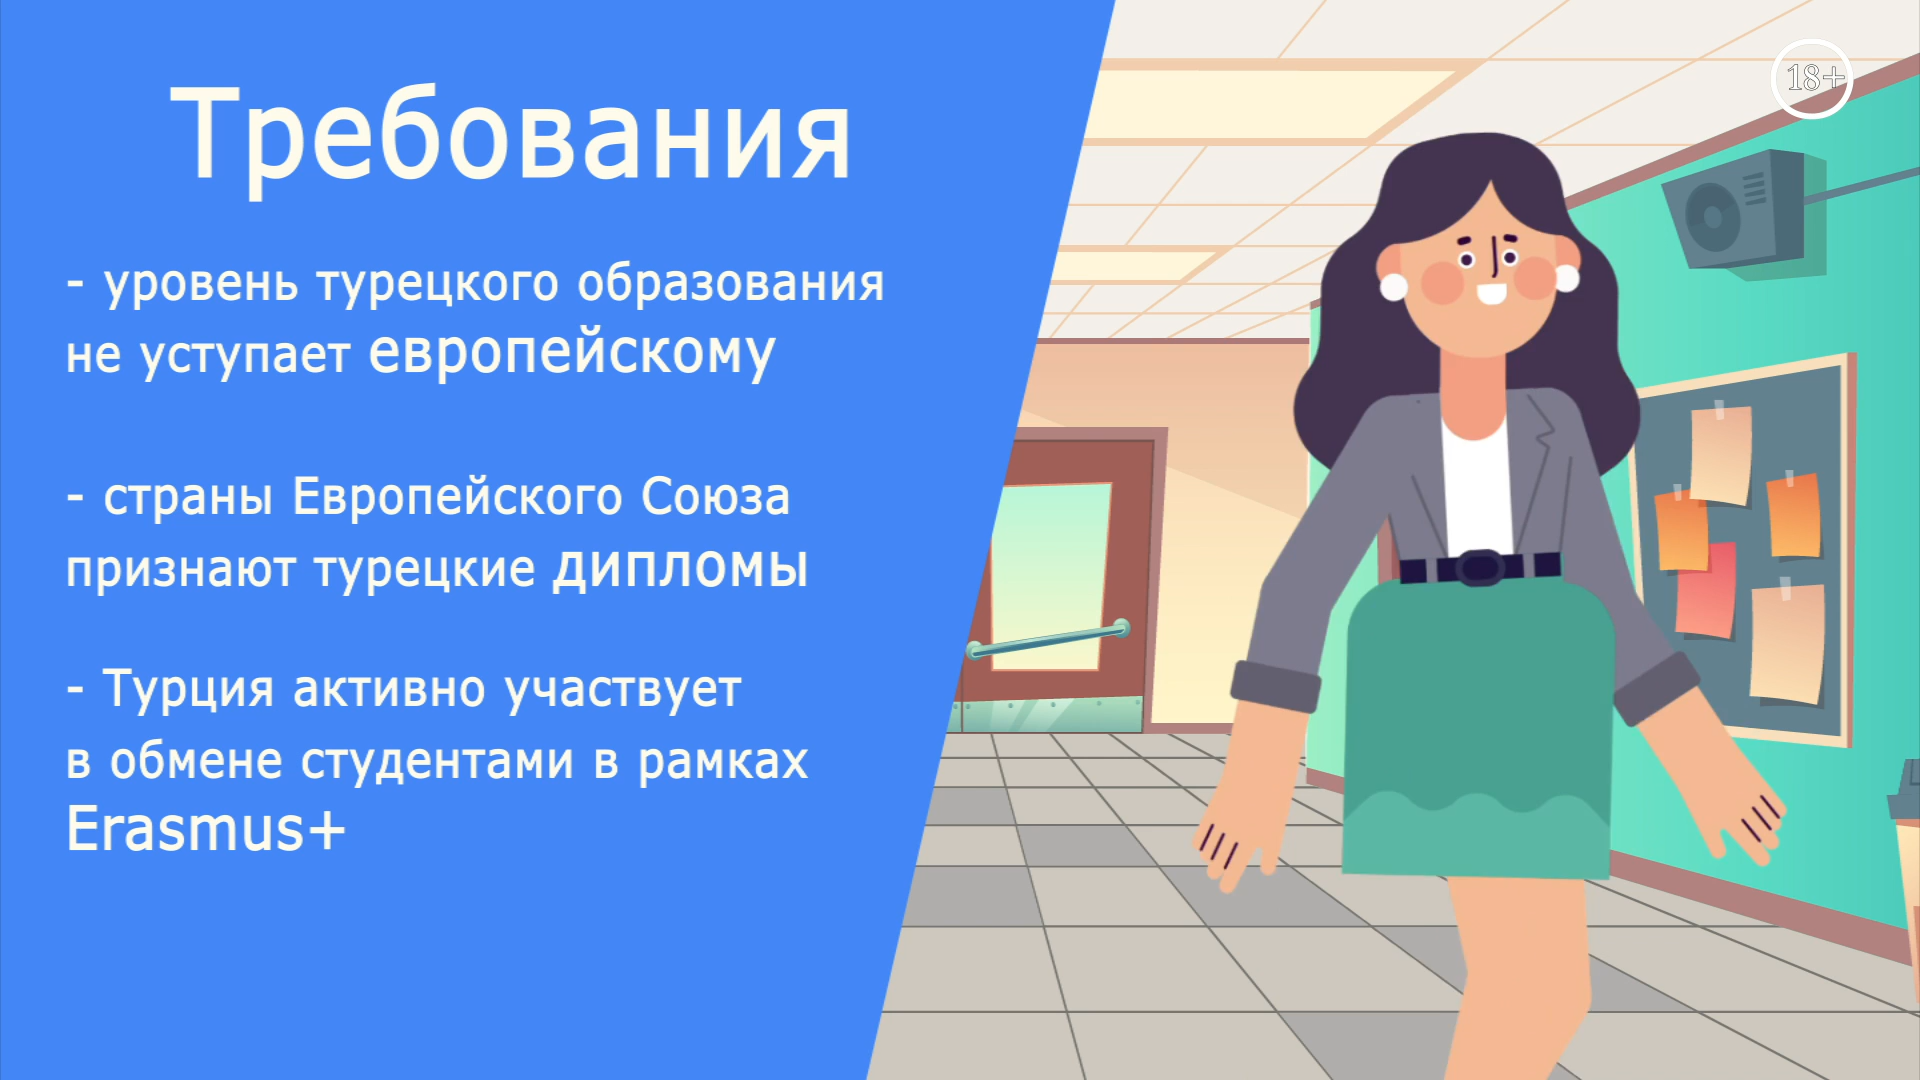 Требования
18+
- уровень турецкого образования
не уступает европейскому
- страны Европейского Союза
признают турецкие дипломы
- Турция активно участвует
в обмене студентами в рамках
Erasmus+